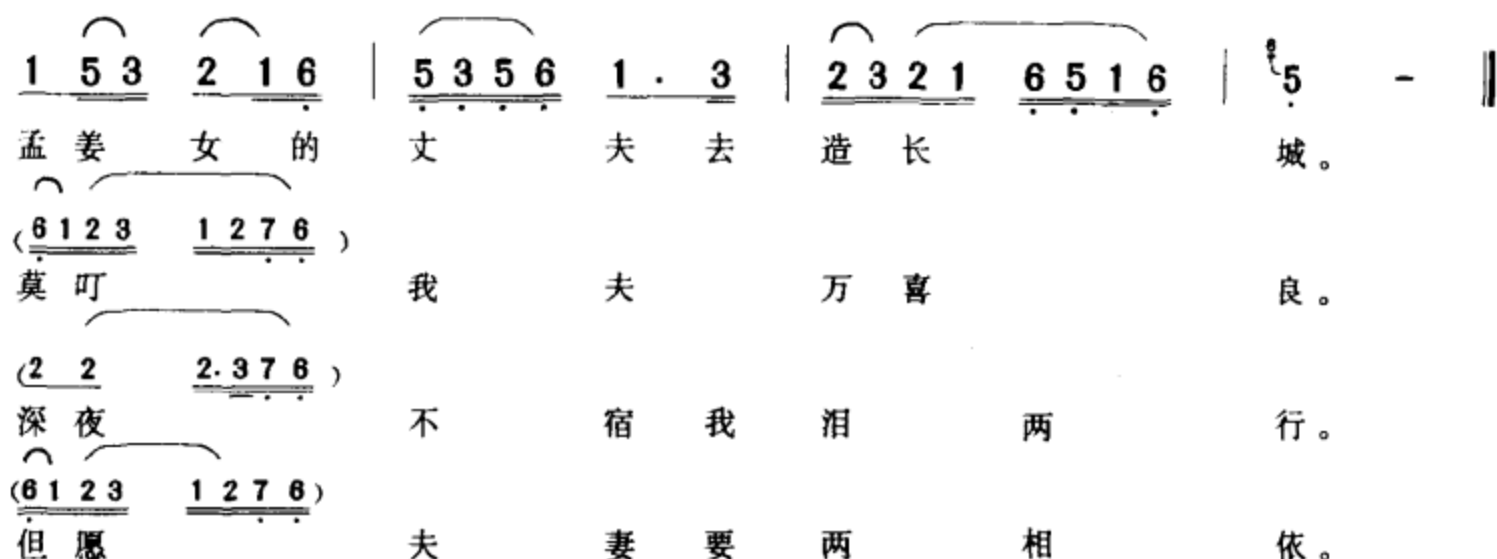 1 5 3 2 1 6 | 5 3 5 6 1 · 3 | 2 3 2 1 6 5 1 6 | 6 5 - ‖
孟 姜 女 的 丈 夫 去 造 长 城 。
( 6 1 2 3 1 2 7 6 )
莫 叮 我 夫 万 喜 良 。
( 2 2 2 · 3 7 6 )
深 夜 不 宿 我 泪 两 行 。
( 6 1 2 3 1 2 7 6 )
但 愿 夫 妻 要 两 相 依 。